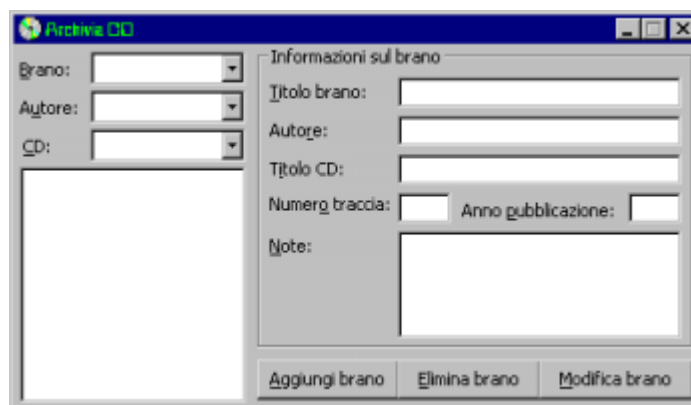 Archivia CD
Brano:
Autore:
CD:
Informazioni sul brano
Titolo brano:
Autore:
Titolo CD:
Numero traccia:
Anno pubblicazione:
Note:
Aggiungi brano
Elimina brano
Modifica brano